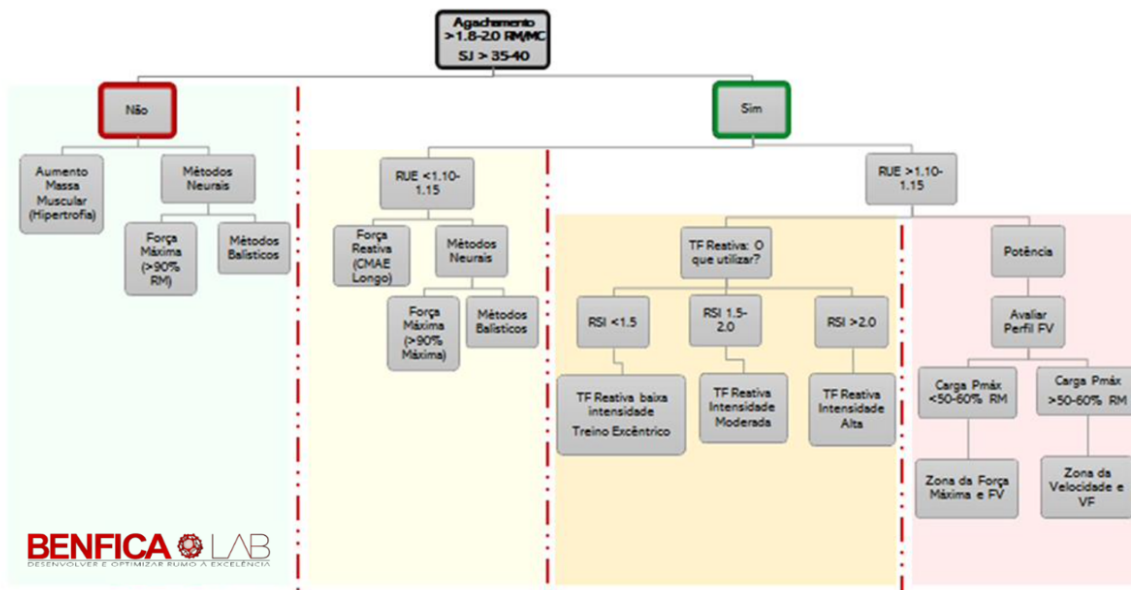 Agachamento
>1.8-2.0 RM/MC
SJ > 35-40
Não
Sim
Aumento
Massa
Muscular
(Hipertrofia)
Métodos
Neurais
Força
Máxima
(>90% RM)
Métodos
Balísticos
RUE <1.10-
1.15
Força
Reativa
(CMAE
Longo)
Métodos
Neurais
Força
Máxima
(>90%
Máxima)
Métodos
Balísticos
RUE >1.10-
1.15
TF Reativa: O
que utilizar?
RSI <1.5
RSI 1.5-
2.0
RSI >2.0
TF Reativa baixa
intensidade
Treino Excêntrico
TF Reativa
Intensidade
Moderada
TF Reativa
Intensidade
Alta
Potência
Avaliar
Perfil FV
Carga Pmáx
<50-60% RM
Carga Pmáx
>50-60% RM
Zona da Força
Máxima e FV
Zona da
Velocidade e
VF
BENFICA LAB
DESENVOLVER E OPTIMIZAR RUMO À EXCELÊNCIA